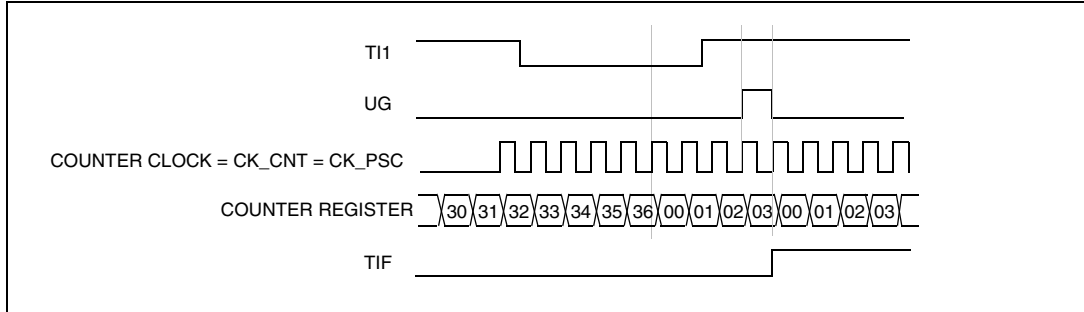 TI1
UG
COUNTER CLOCK = CK_CNT = CK_PSC
COUNTER REGISTER 30 31 32 33 34 35 36 00 01 02 03 00 01 02 03
TIF